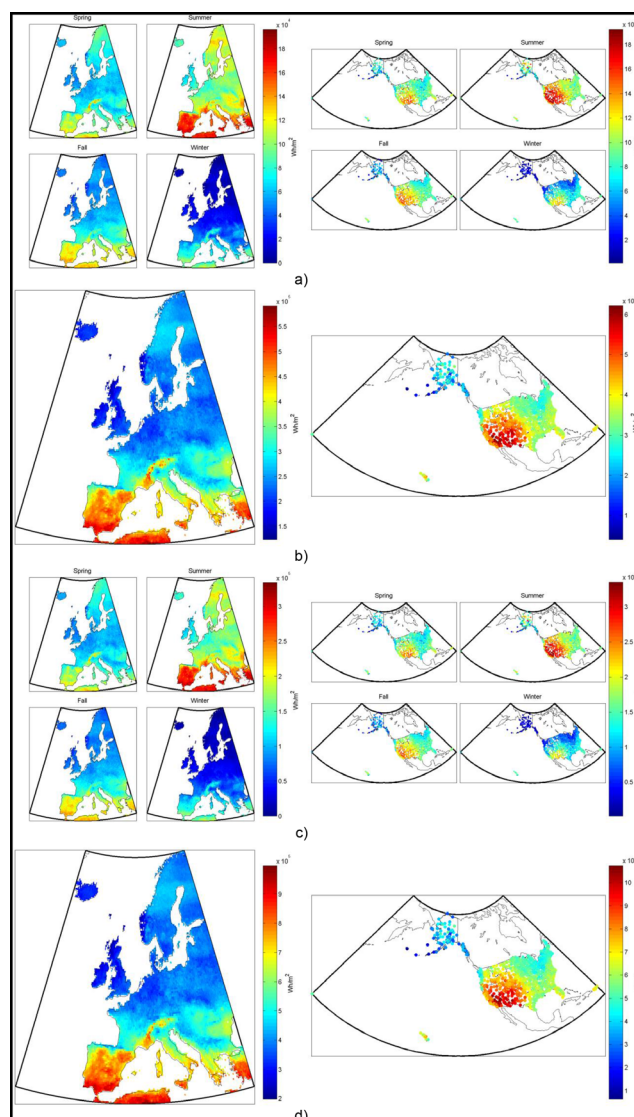 Spring
Summer
x 10⁴
18
16
14
12
10
8
6
4
2
0
Wh/m²
Fall
Winter
Spring
Summer
x 10
18
16
14
12
10
8
6
4
2
Fall
Winter
a)
x 10
5.5
5
4.5
4
3.5
3
2.5
2
1.5
Wh/m²
x 10
6
5
4
3
2
1
b)
Spring
Summer
x 10
3
2.5
2
1.5
1
0.5
0
Wh/m²
Fall
Winter
Spring
Summer
x 10
3
2.5
2
1.5
1
0.5
Fall
Winter
c)
x 10
9
8
7
6
5
4
3
2
Wh/m²
x 10
10
9
8
7
6
5
4
3
2
1
d)